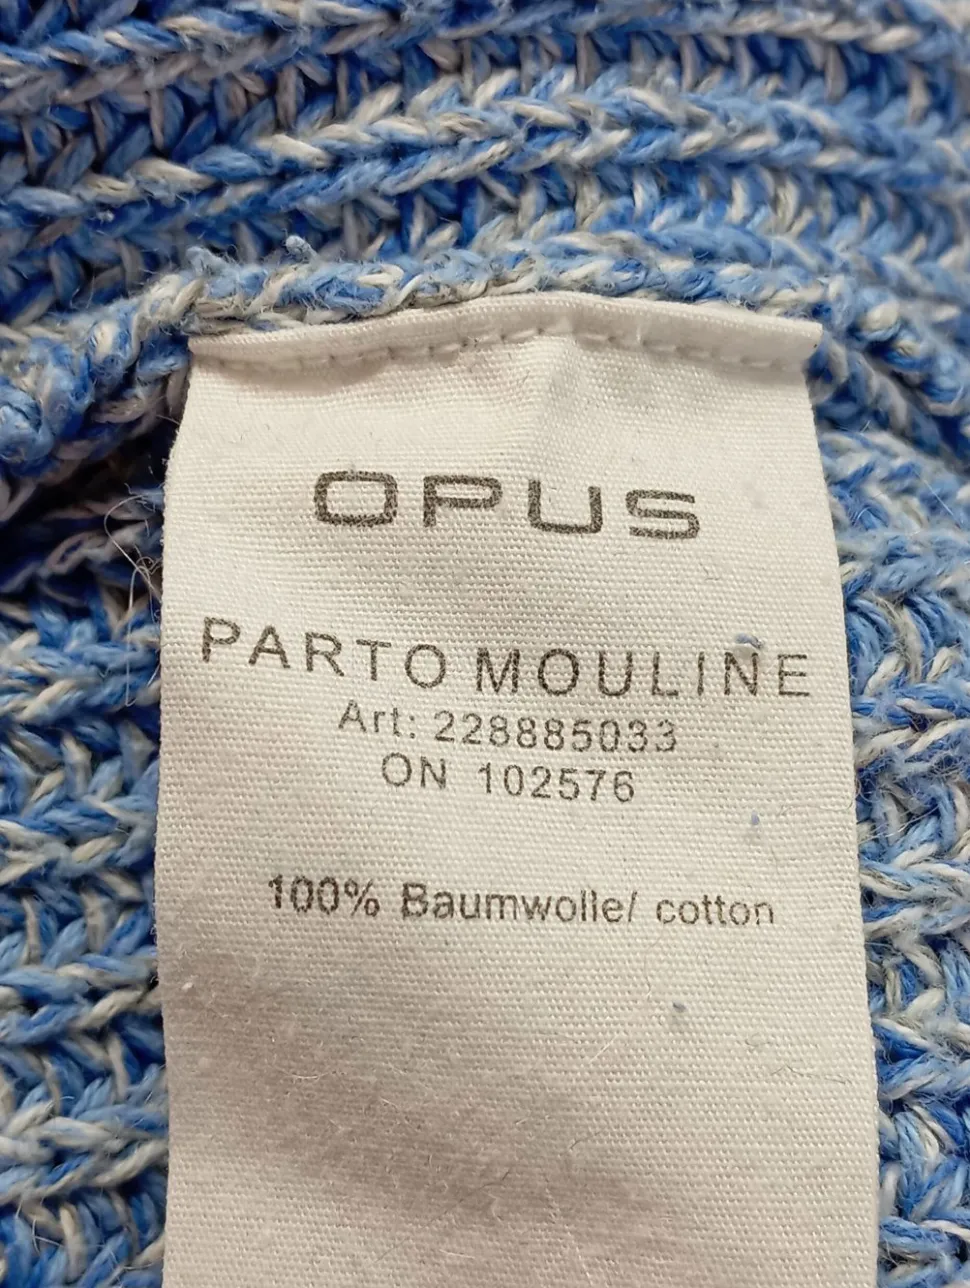 OPUS
PARTO MOULINE
Art: 228885033
ON 102576
100% Baumwolle/ cotton